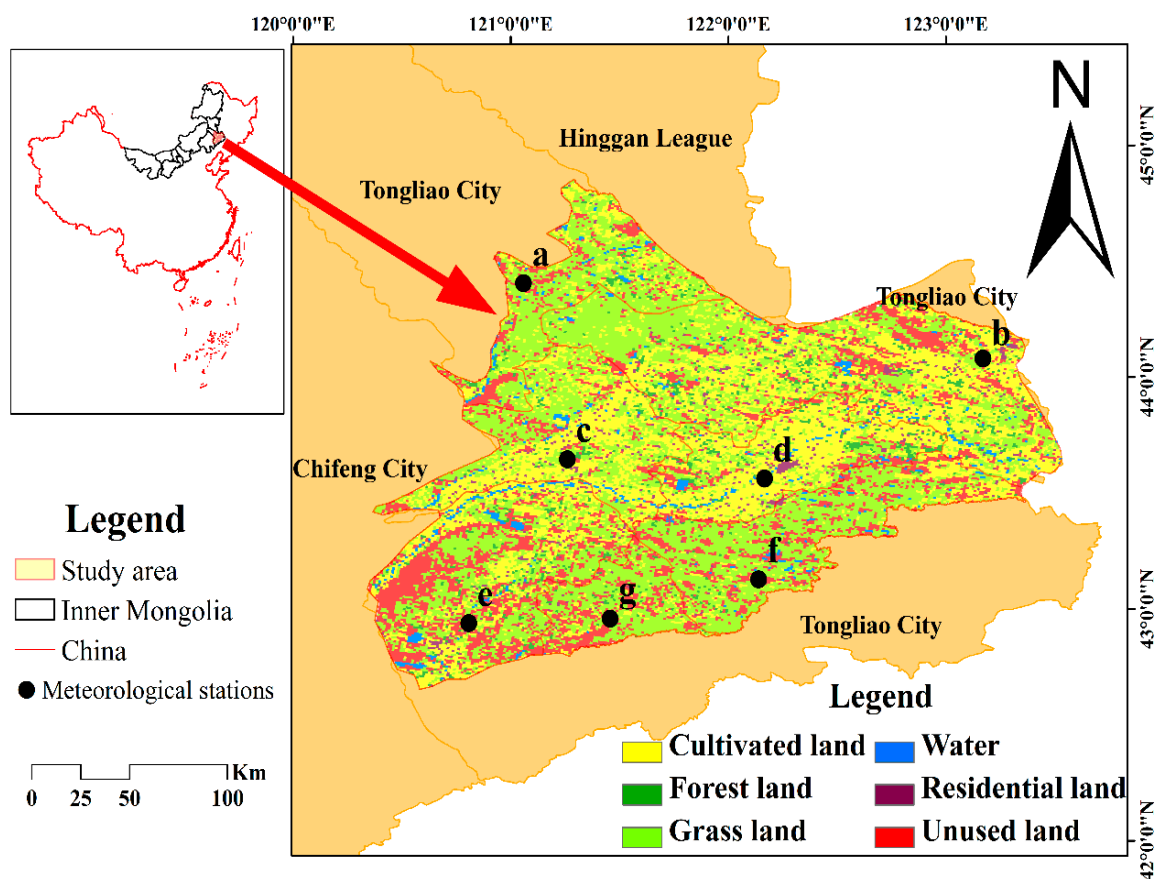 120°0'0"E
121°0'0"E
122°0'0"E
123°0'0"E
N
45°0'0"N
44°0'0"N
43°0'0"N
42°0'0"N
Hinggan League
Tongliao City
Tongliao City
Chifeng City
Tongliao City
a
b
c
d
e
f
g
Legend
Study area
Inner Mongolia
China
Meteorological stations
Km
0 25 50 100
Legend
Cultivated land
Forest land
Grass land
Water
Residential land
Unused land